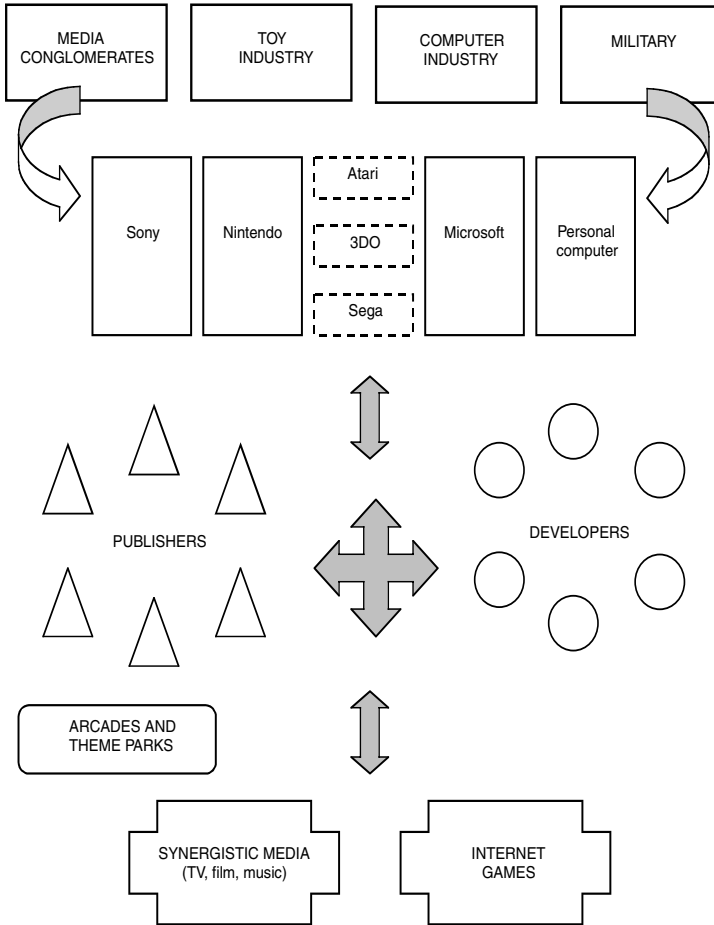 MEDIA
CONGLOMERATES
TOY
INDUSTRY
COMPUTER
INDUSTRY
MILITARY
Sony
Nintendo
Atari
3DO
Sega
Microsoft
Personal
computer
PUBLISHERS
DEVELOPERS
ARCADES AND
THEME PARKS
SYNERGISTIC MEDIA
(TV, film, music)
INTERNET
GAMES